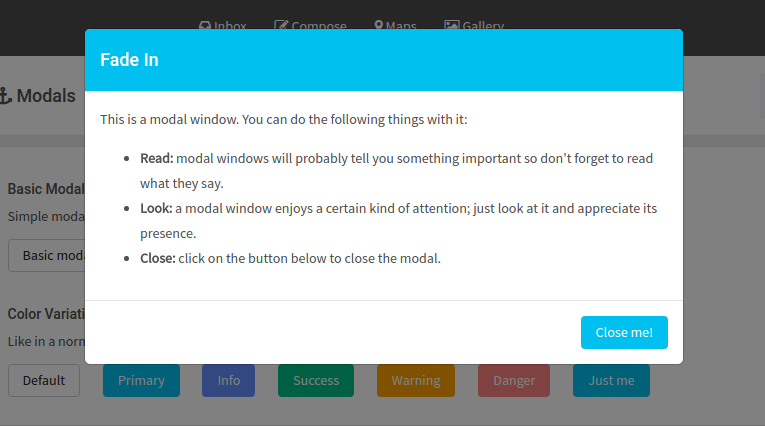 Inbox Compose Maps Gallery
Fade In
Modals
This is a modal window. You can do the following things with it:
Read: modal windows will probably tell you something important so don't forget to read
what they say.
Look: a modal window enjoys a certain kind of attention; just look at it and appreciate its
presence.
Close: click on the button below to close the modal.
Basic Modal
Simple moda
Basic moda
Color Variati
Like in a norm
Close me!
Default Primary Info Success Warning Danger Just me